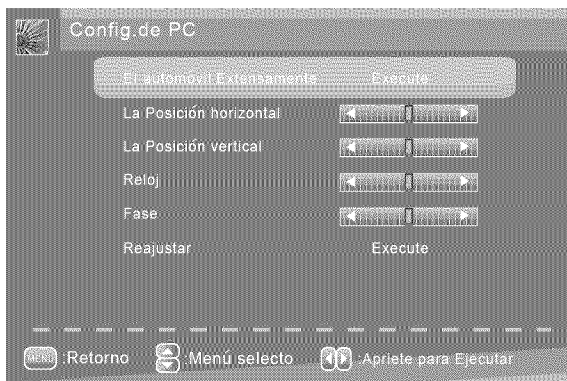 Config.de PC
El automóvil Extensamente Execute
La Posición horizontal
La Posición vertical
Reloj
Fase
Reajustar Execute
MENU :Retorno :Menú selecto :Apriete para Ejecutar